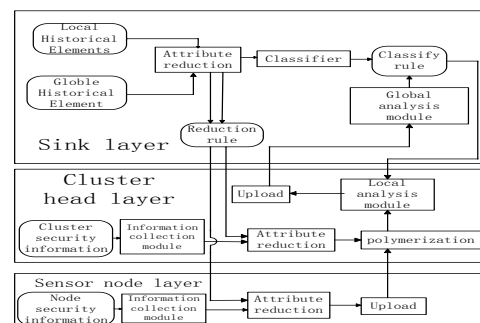 Local Historical
Elements
Globle
Historical
Element
Attribute
reduction
Classifier
Classify
rule
Reduction
rule
Global
analysis
module
Sink layer
Cluster
head layer
Upload
Local
analysis
module
Cluster
security
information
Information
collection
module
Attribute
reduction
polymerization
Sensor node layer
Node
security
information
Information
collection
module
Attribute
reduction
Upload